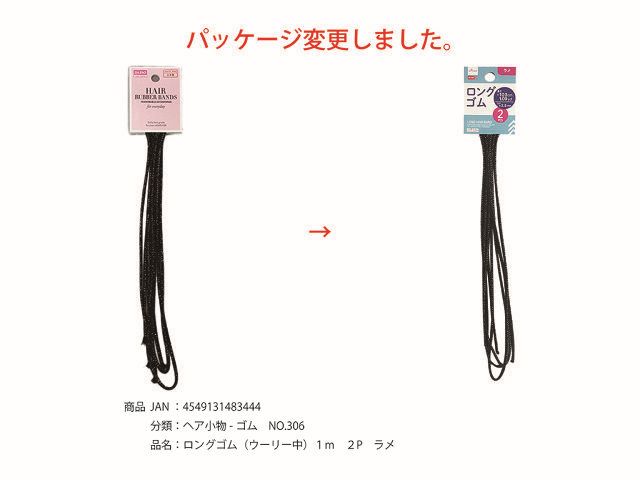 パッケージ変更しました。
HAIR
RUBBER BANDS
for everyday
ラメ
ロング
ゴム
2
→
商品 JAN ：4549131483444
分類：ヘア小物 - ゴム　NO.306
品名：ロングゴム（ウーリー中）１ｍ　２P　ラメ